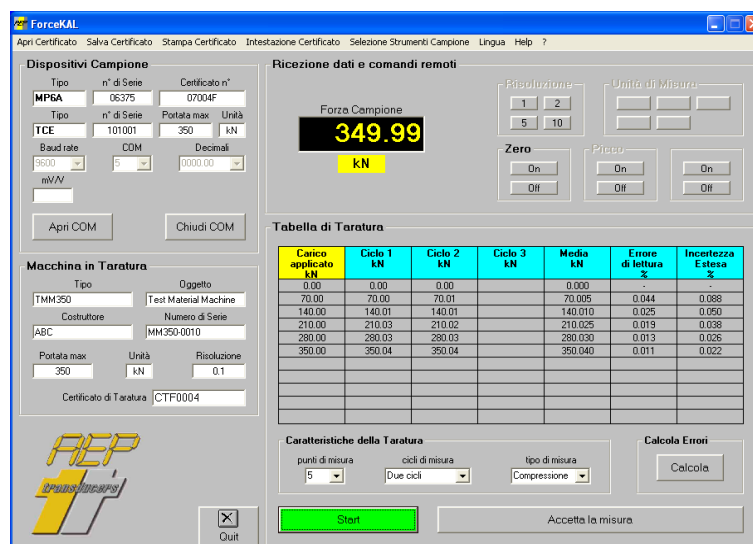 ForceKAL
Apri Certificato Salva Certificato Stampa Certificato Intestazione Certificato Selezione Strumenti Campione Lingua Help ?
Dispositivi Campione
Tipo n° di Serie Certificato n°
MP6A 06375 07004F
Tipo n° di Serie Portata max Unità
TCE 101001 350 kN
Baud rate COM Decimali
9600 5 0000.00
mV/V
Apri COM Chiudi COM
Macchina in Taratura
Tipo Oggetto
TMM350 Test Material Machine
Costruttore Numero di Serie
ABC MM350-0010
Portata max Unità Risoluzione
350 kN 0.1
Certificato di Taratura CTF0004
AEP
transducers
Quit
Ricezione dati e comandi remoti
Forza Campione
349.99
kN
Risoluzione
1 2
5 10
Unità di Misura
Zero
On
Off
Picco
On
Off
On
Off
Tabella di Taratura
Carico applicato kN Ciclo 1 kN Ciclo 2 kN Ciclo 3 kN Media kN Errore di lettura % Incertezza Estesa %
0.00 0.00 0.00 0.000 - -
70.00 70.00 70.01 70.005 0.044 0.088
140.00 140.01 140.01 140.010 0.025 0.050
210.00 210.03 210.02 210.025 0.019 0.038
280.00 280.03 280.03 280.030 0.013 0.026
350.00 350.04 350.04 350.040 0.011 0.022
Caratteristiche della Taratura
punti di misura cicli di misura tipo di misura
5 Due cicli Compressione
Calcola Errori
Calcola
Start Accetta la misura